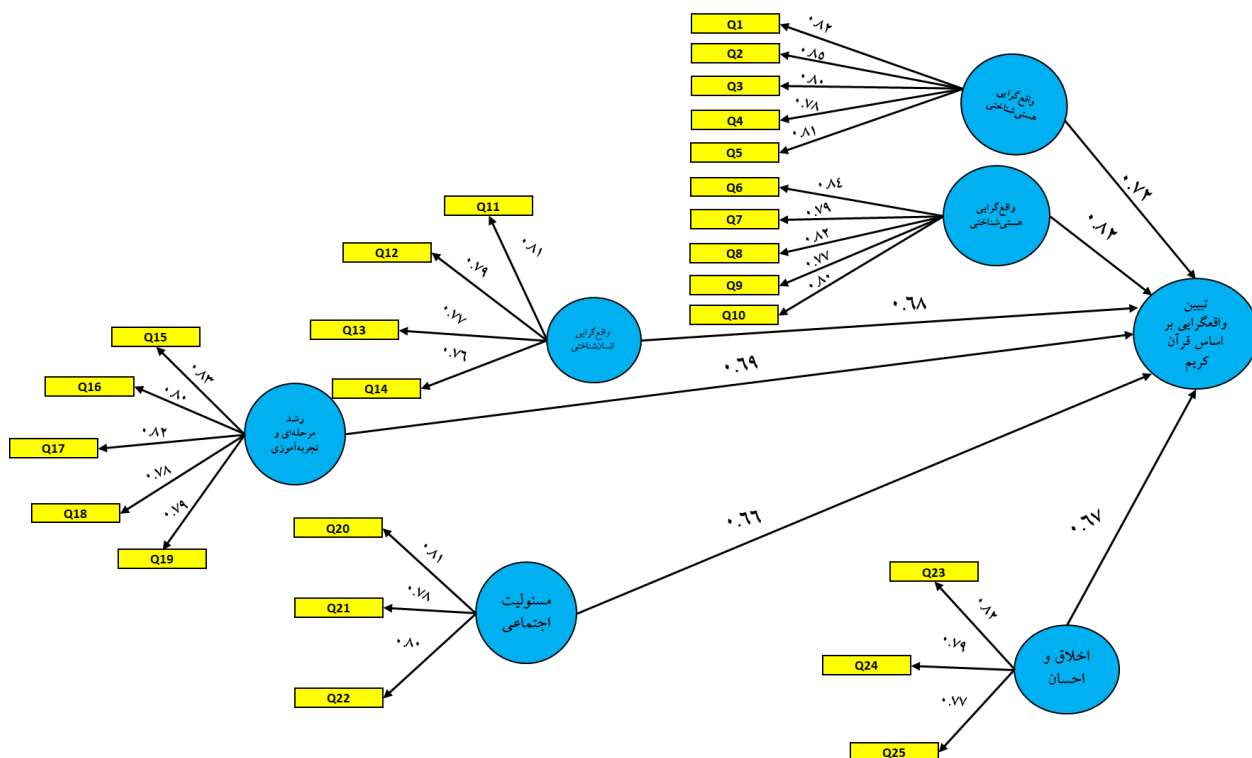 Q1
Q2
Q3
Q4
Q5
۰.۸۲
۰.۸۵
۰.۸۰
۰.۷۸
۰.۸۱
واقع‌گرایی
هستی‌شناختی
۰.۷۲
Q6
Q7
Q8
Q9
Q10
۰.۸٤
۰.۷۹
۰.۸۲
۰.۷۷
۰.۸۰
واقع‌گرایی
هستی‌شناختی
۰.۸۲
Q11
Q12
Q13
Q14
۰.۸۱
۰.۷۹
۰.۷۷
۰.۷۶
واقع‌گرایی
انسان‌شناختی
۰.۶۸
تبیین
واقعگرایی بر
اساس قرآن
کریم
Q15
Q16
Q17
Q18
Q19
۰.۸۳
۰.۸۰
۰.۸۲
۰.۷۸
۰.۷۹
رشد
مرحله‌ای و
تجربه‌آموزی
۰.۶۹
Q20
Q21
Q22
۰.۸۱
۰.۷۸
۰.۸۰
مسئولیت
اجتماعی
۰.۶۶
Q23
Q24
Q25
۰.۸۲
۰.۷۹
۰.۷۷
اخلاق و
احسان
۰.۶۷